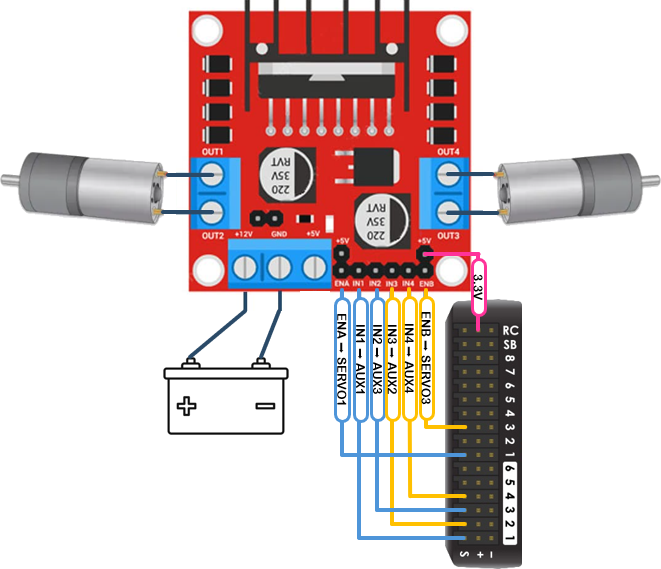 OUT1
OUT4
220
35V
RVT
220
35V
RVT
OUT2
OUT3
+12V
GND
+5V
+5V
+5V
ENA
IN1
IN2
IN3
IN4
ENB
3.3V
ENA → SERVO1
IN1 → AUX1
IN2 → AUX3
IN3 → AUX2
IN4 → AUX4
ENB → SERVO3
+ −
RC
SB
8
7
6
5
4
3
2
1
6
5
4
3
2
1
S + −